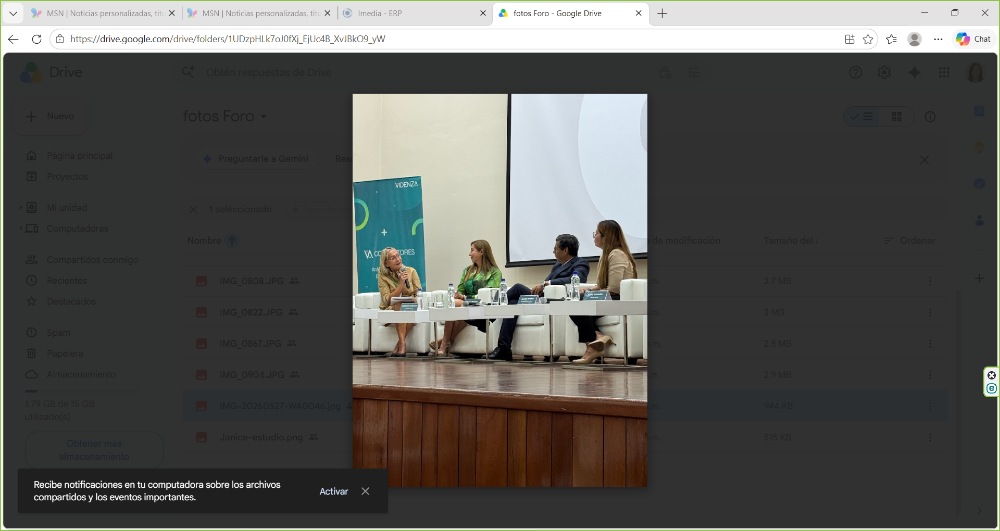 MSN | Noticias personalizadas, titu
MSN | Noticias personalizadas, titu
Imedia - ERP
fotos Foro - Google Drive
https://drive.google.com/drive/folders/1UDzpHLk7oJ0fXj_EjUc4B_XvJBkO9_yW
Chat
Drive
Obtén respuestas de Drive
Nuevo
fotos Foro
Página principal
Proyectos
Preguntarle a Gemini
Mi unidad
Computadoras
1 seleccionado
Preguntarle
Nombre
de modificación
Tamaño del
Ordenar
Compartidos conmigo
Recientes
Destacados
Spam
Papelera
Almacenamiento
1.79 GB de 15 GB
utilizado(s)
Obtener más
almacenamiento
IMG_0808.JPG
.m.
2.7 MB
IMG_0822.JPG
.m.
3 MB
IMG_0867.JPG
.m.
2.8 MB
IMG_0904.JPG
.m.
2.9 MB
IMG-20260527-WA0046.jpg
.m.
944 KB
Janice-estudio.png
.m.
515 KB
VIDENZA
31
Recibe notificaciones en tu computadora sobre los archivos
compartidos y los eventos importantes.
Activar